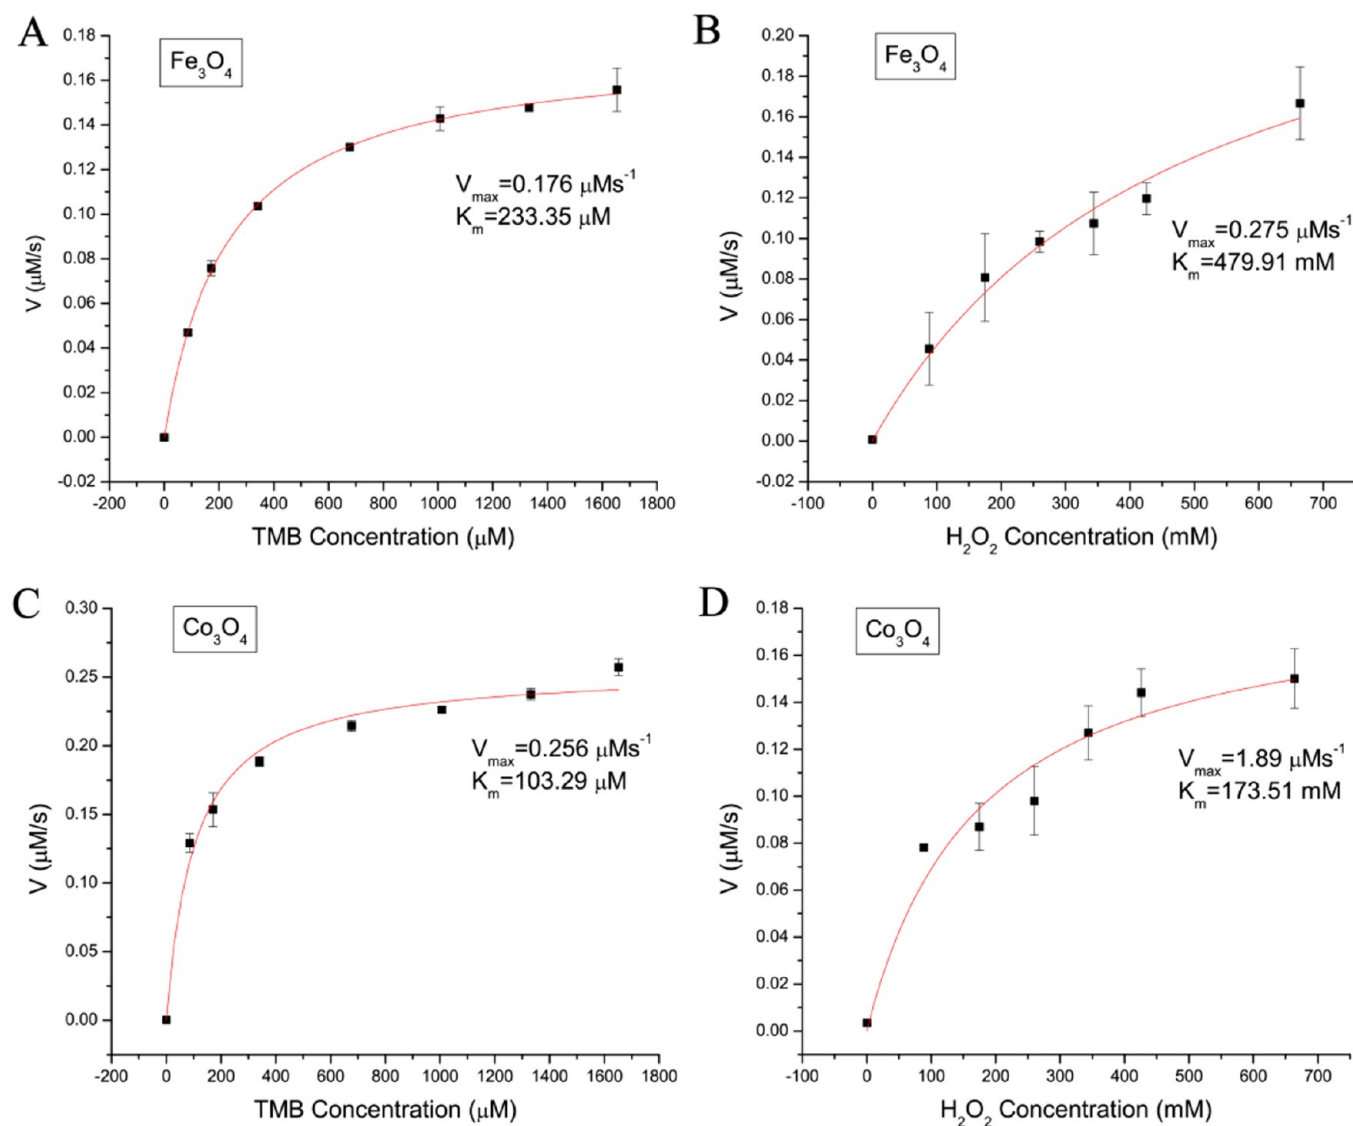 A
Fe3O4
0.18
0.16
0.14
0.12
0.10
0.08
0.06
0.04
0.02
0.00
-0.02
V (μM/s)
Vmax=0.176 μMs-1
Km=233.35 μM
-200 0 200 400 600 800 1000 1200 1400 1600 1800
TMB Concentration (μM)
B
Fe3O4
0.20
0.18
0.16
0.14
0.12
0.10
0.08
0.06
0.04
0.02
0.00
-0.02
V (μM/s)
Vmax=0.275 μMs-1
Km=479.91 mM
-100 0 100 200 300 400 500 600 700
H2O2 Concentration (mM)
C
Co3O4
0.30
0.25
0.20
0.15
0.10
0.05
0.00
V (μM/s)
Vmax=0.256 μMs-1
Km=103.29 μM
-200 0 200 400 600 800 1000 1200 1400 1600 1800
TMB Concentration (μM)
D
Co3O4
0.18
0.16
0.14
0.12
0.10
0.08
0.06
0.04
0.02
0.00
V (μM/s)
Vmax=1.89 μMs-1
Km=173.51 mM
-100 0 100 200 300 400 500 600 700
H2O2 Concentration (mM)